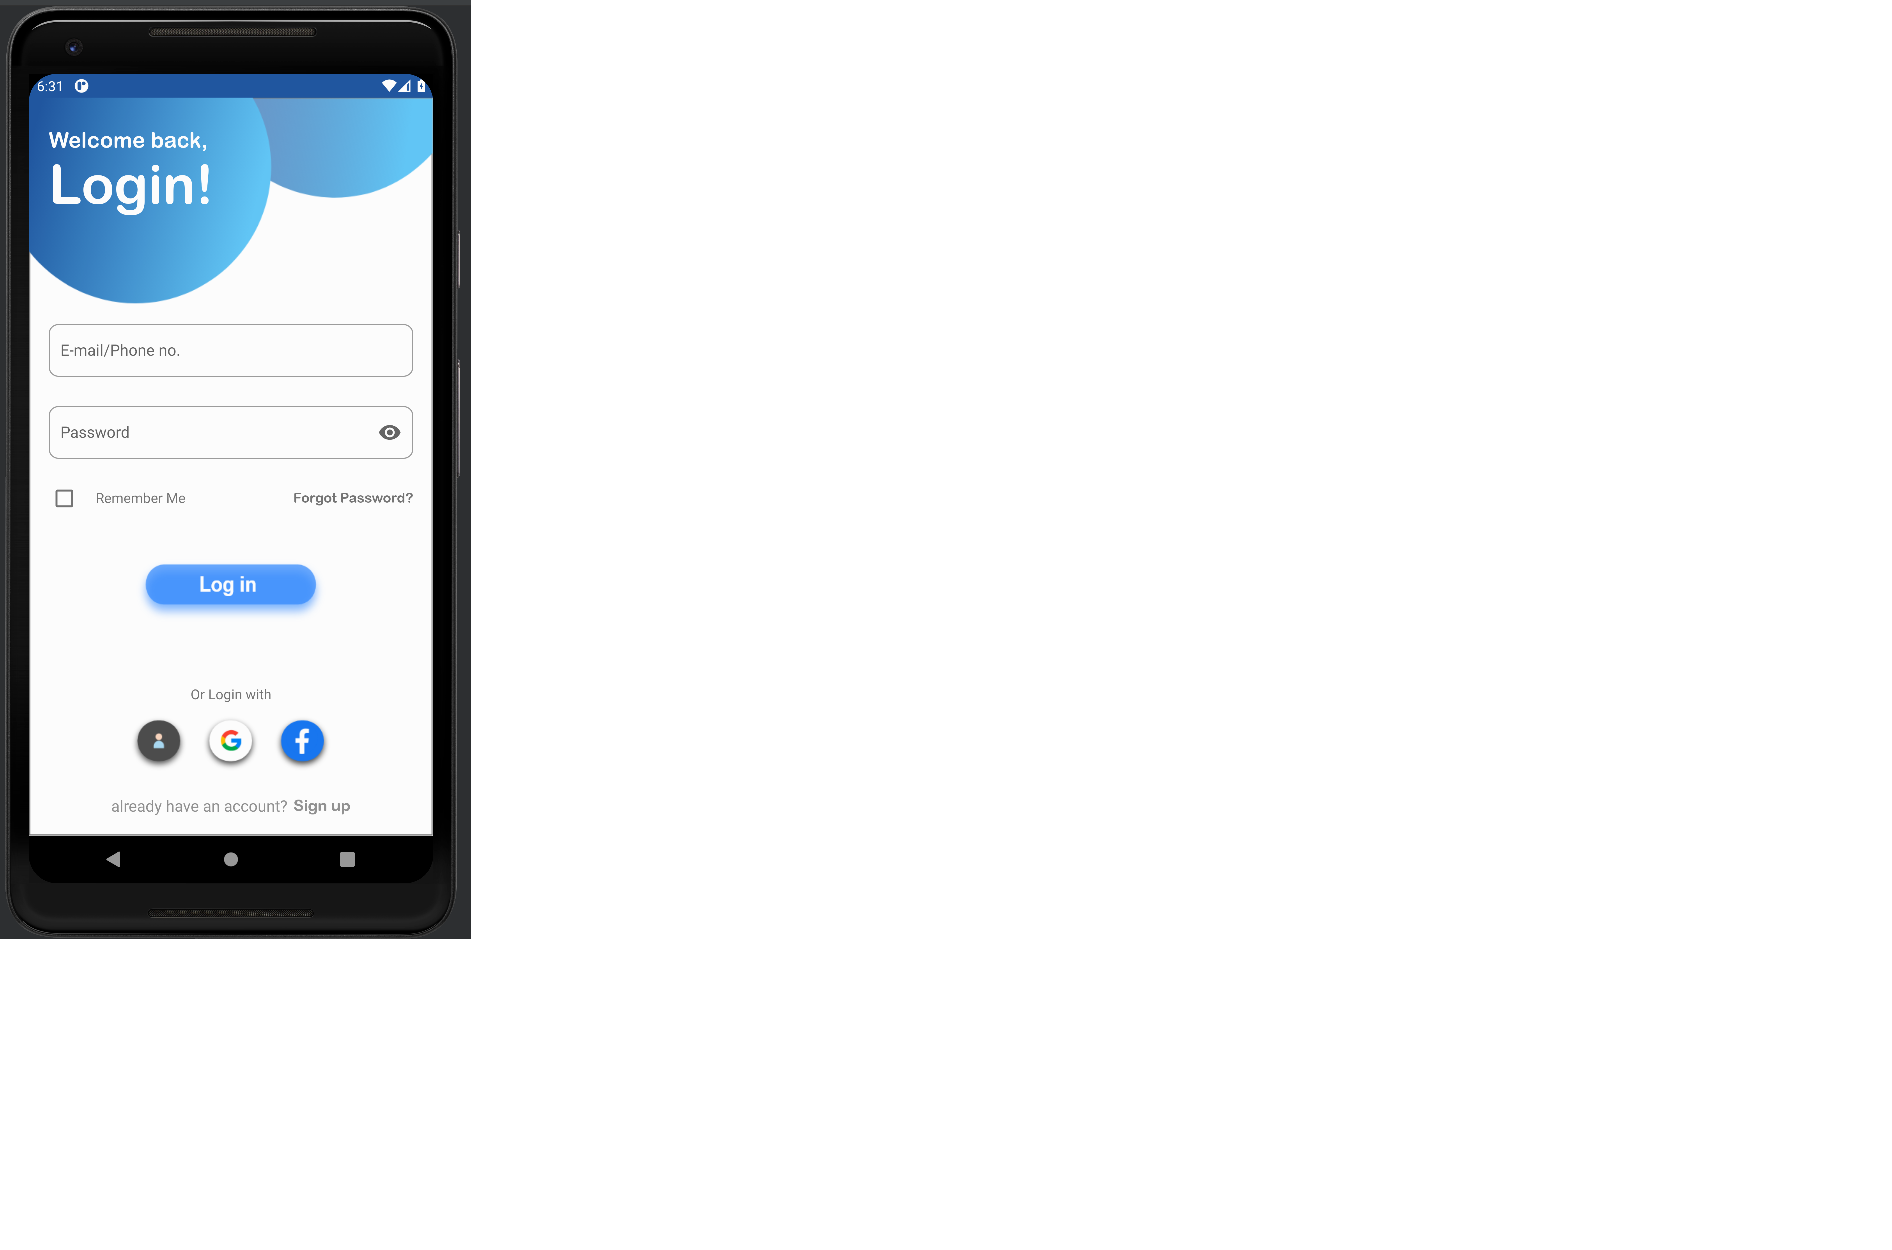 6:31
Welcome back,
Login!
E-mail/Phone no.
Password
Remember Me Forgot Password?
Log in
Or Login with
already have an account? Sign up